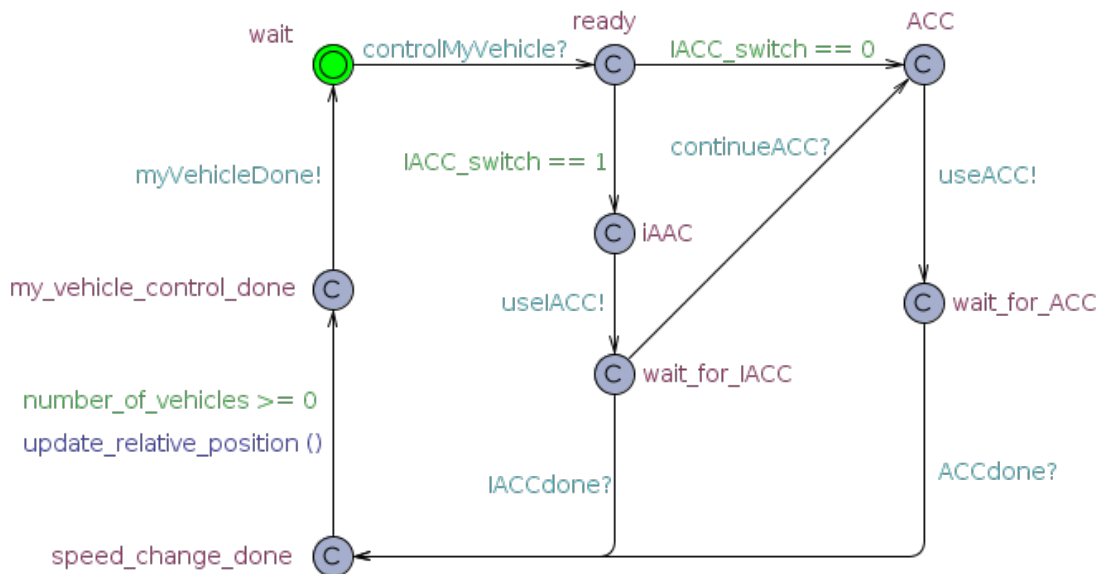 wait
ready
ACC
controlMyVehicle?
IACC_switch == 0
C
C
continueACC?
myVehicleDone!
IACC_switch == 1
useACC!
C
iAAC
my_vehicle_control_done
C
useIACC!
C
wait_for_ACC
C
wait_for_IACC
number_of_vehicles >= 0
update_relative_position ()
IACCdone?
ACCdone?
speed_change_done
C